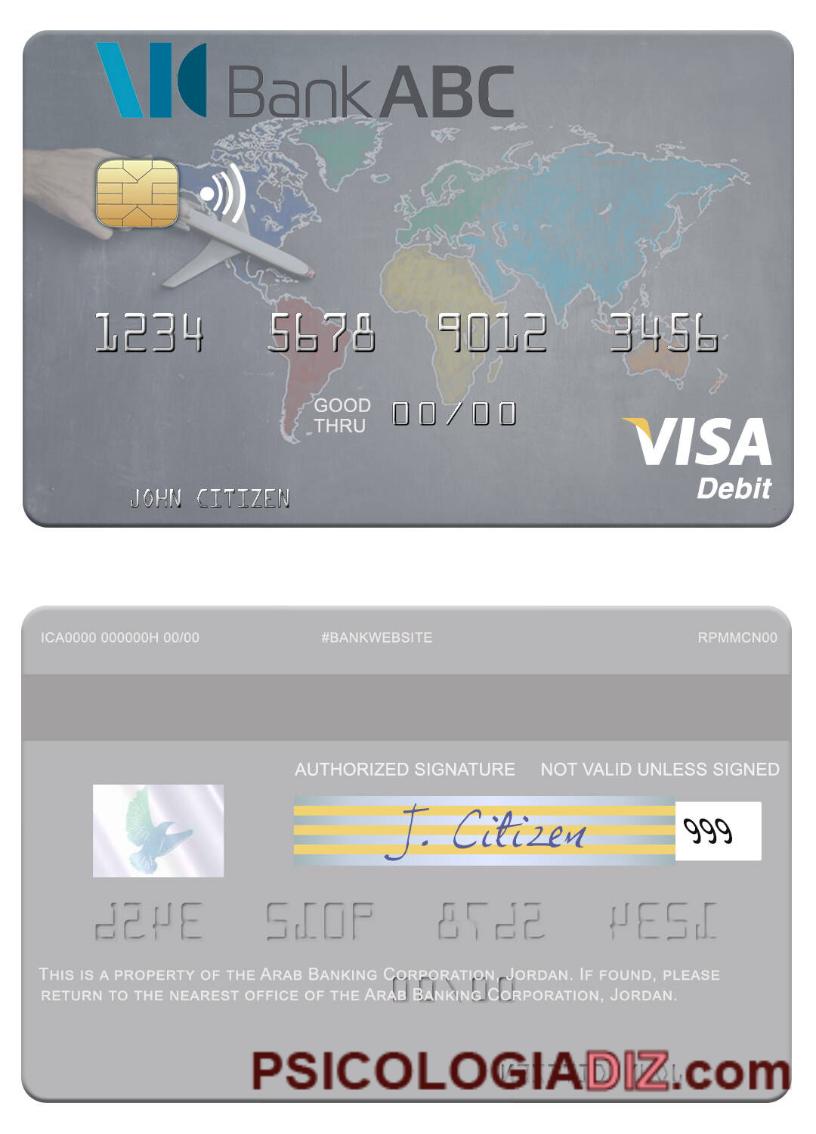 Bank ABC
1234 5678 9012 3456
GOOD THRU 00/00
VISA
Debit
JOHN CITIZEN
ICA0000 000000H 00/00 #BANKWEBSITE RPMMCN00
AUTHORIZED SIGNATURE NOT VALID UNLESS SIGNED
J. Citizen 999
THIS IS A PROPERTY OF THE ARAB BANKING CORPORATION, JORDAN. IF FOUND, PLEASE
RETURN TO THE NEAREST OFFICE OF THE ARAB BANKING CORPORATION, JORDAN.
PSICOLOGIADIZ.com